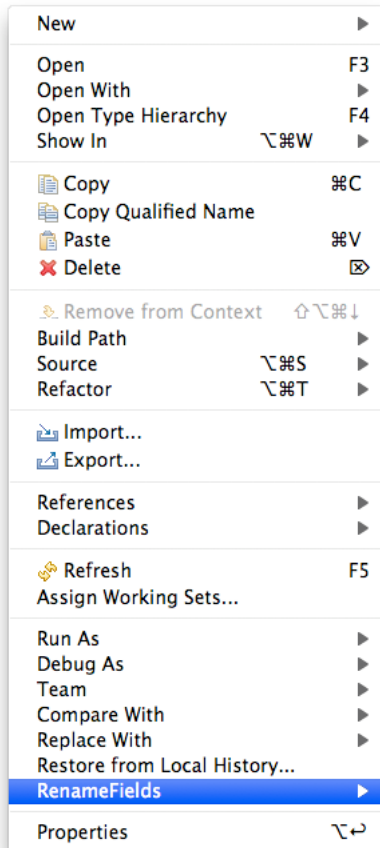 New
Open F3
Open With
Open Type Hierarchy F4
Show In ⌥⌘W
Copy ⌘C
Copy Qualified Name
Paste ⌘V
Delete ⌦
Remove from Context ⇧⌥⌘↓
Build Path
Source ⌥⌘S
Refactor ⌥⌘T
Import...
Export...
References
Declarations
Refresh F5
Assign Working Sets...
Run As
Debug As
Team
Compare With
Replace With
Restore from Local History...
RenameFields
Properties ⌥↩